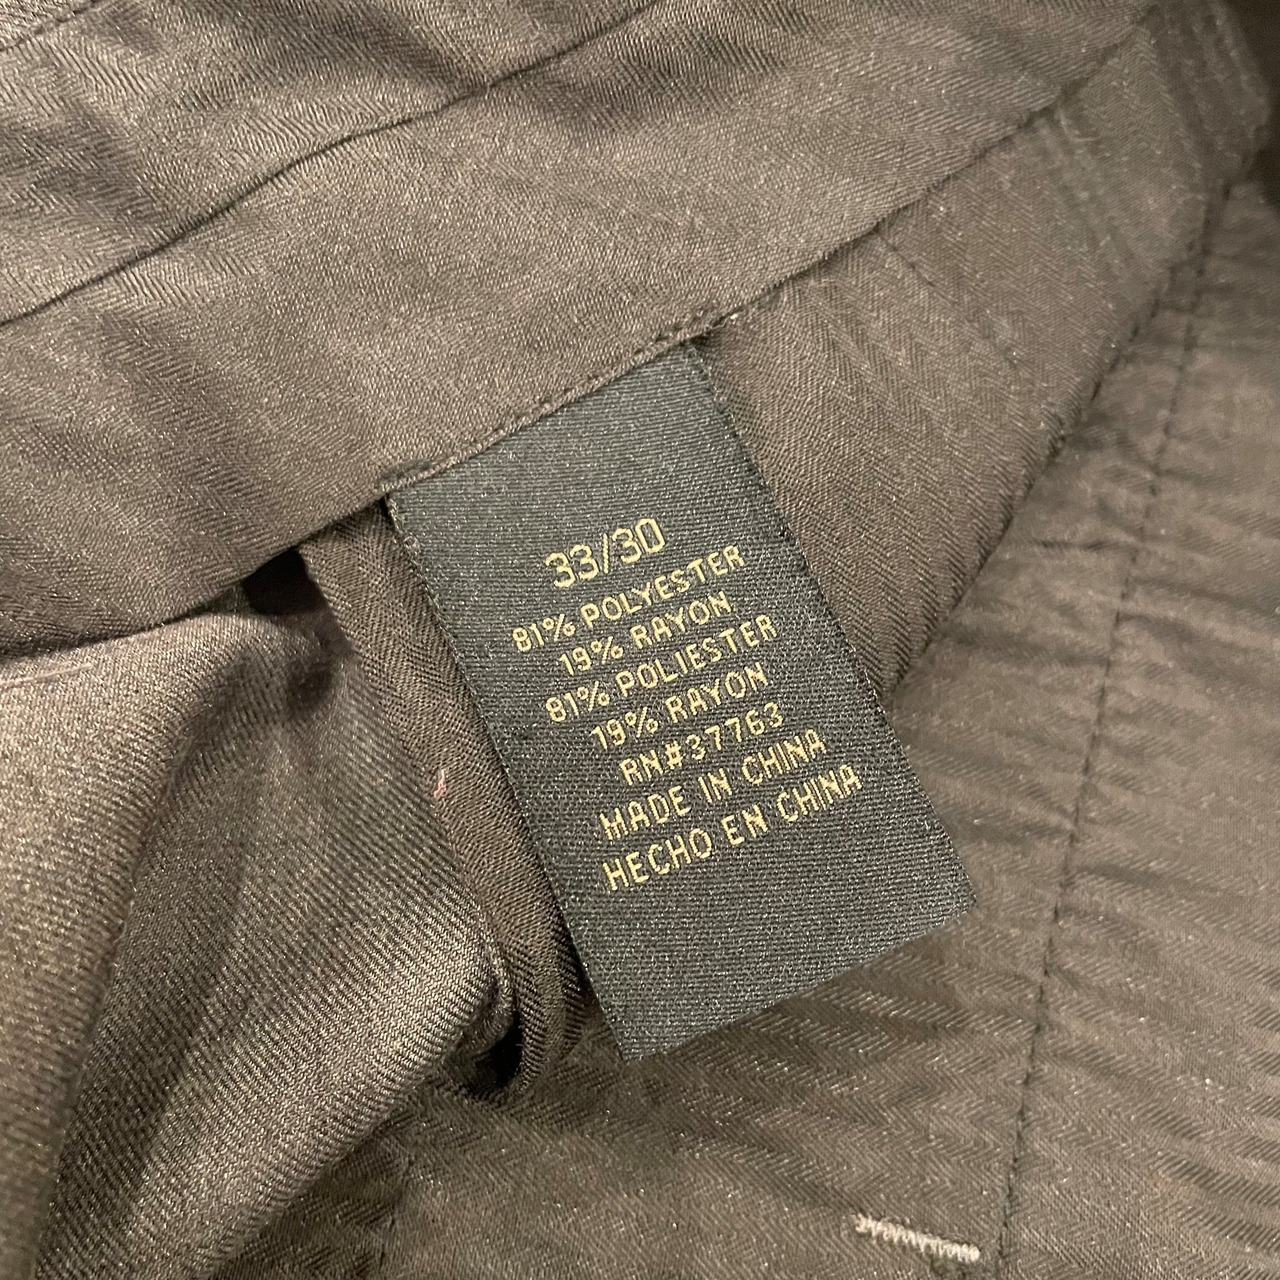 33/30
81% POLYESTER
19% RAYON
81% POLIESTER
19% RAYON
RN#37763
MADE IN CHINA
HECHO EN CHINA